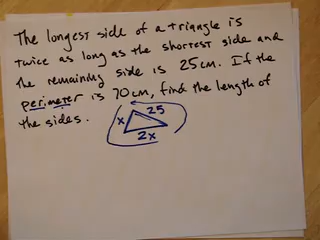 The longest side of a triangle is
twice as long as the shortest side and
the remaining side is 25cm. If the
perimeter is 70cm, find the length of
the sides.
25
x
2x